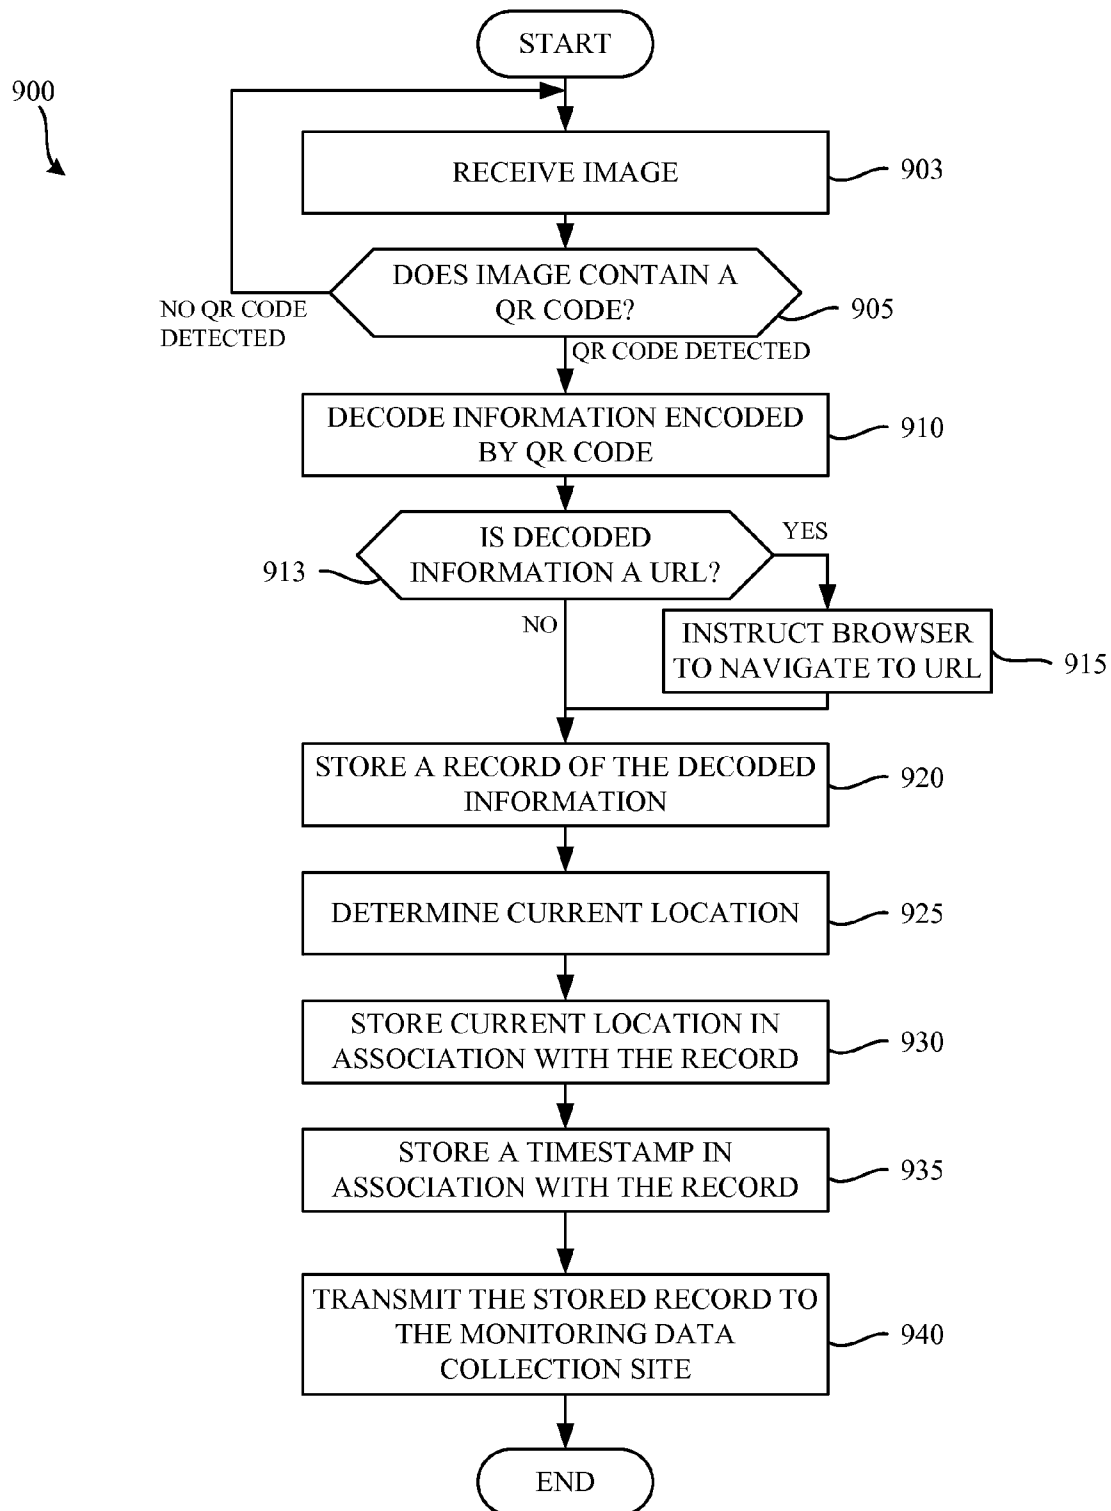 START
900
RECEIVE IMAGE
903
DOES IMAGE CONTAIN A
QR CODE?
905
NO QR CODE
DETECTED
QR CODE DETECTED
DECODE INFORMATION ENCODED
BY QR CODE
910
IS DECODED
INFORMATION A URL?
913
YES
NO
INSTRUCT BROWSER
TO NAVIGATE TO URL
915
STORE A RECORD OF THE DECODED
INFORMATION
920
DETERMINE CURRENT LOCATION
925
STORE CURRENT LOCATION IN
ASSOCIATION WITH THE RECORD
930
STORE A TIMESTAMP IN
ASSOCIATION WITH THE RECORD
935
TRANSMIT THE STORED RECORD TO
THE MONITORING DATA
COLLECTION SITE
940
END